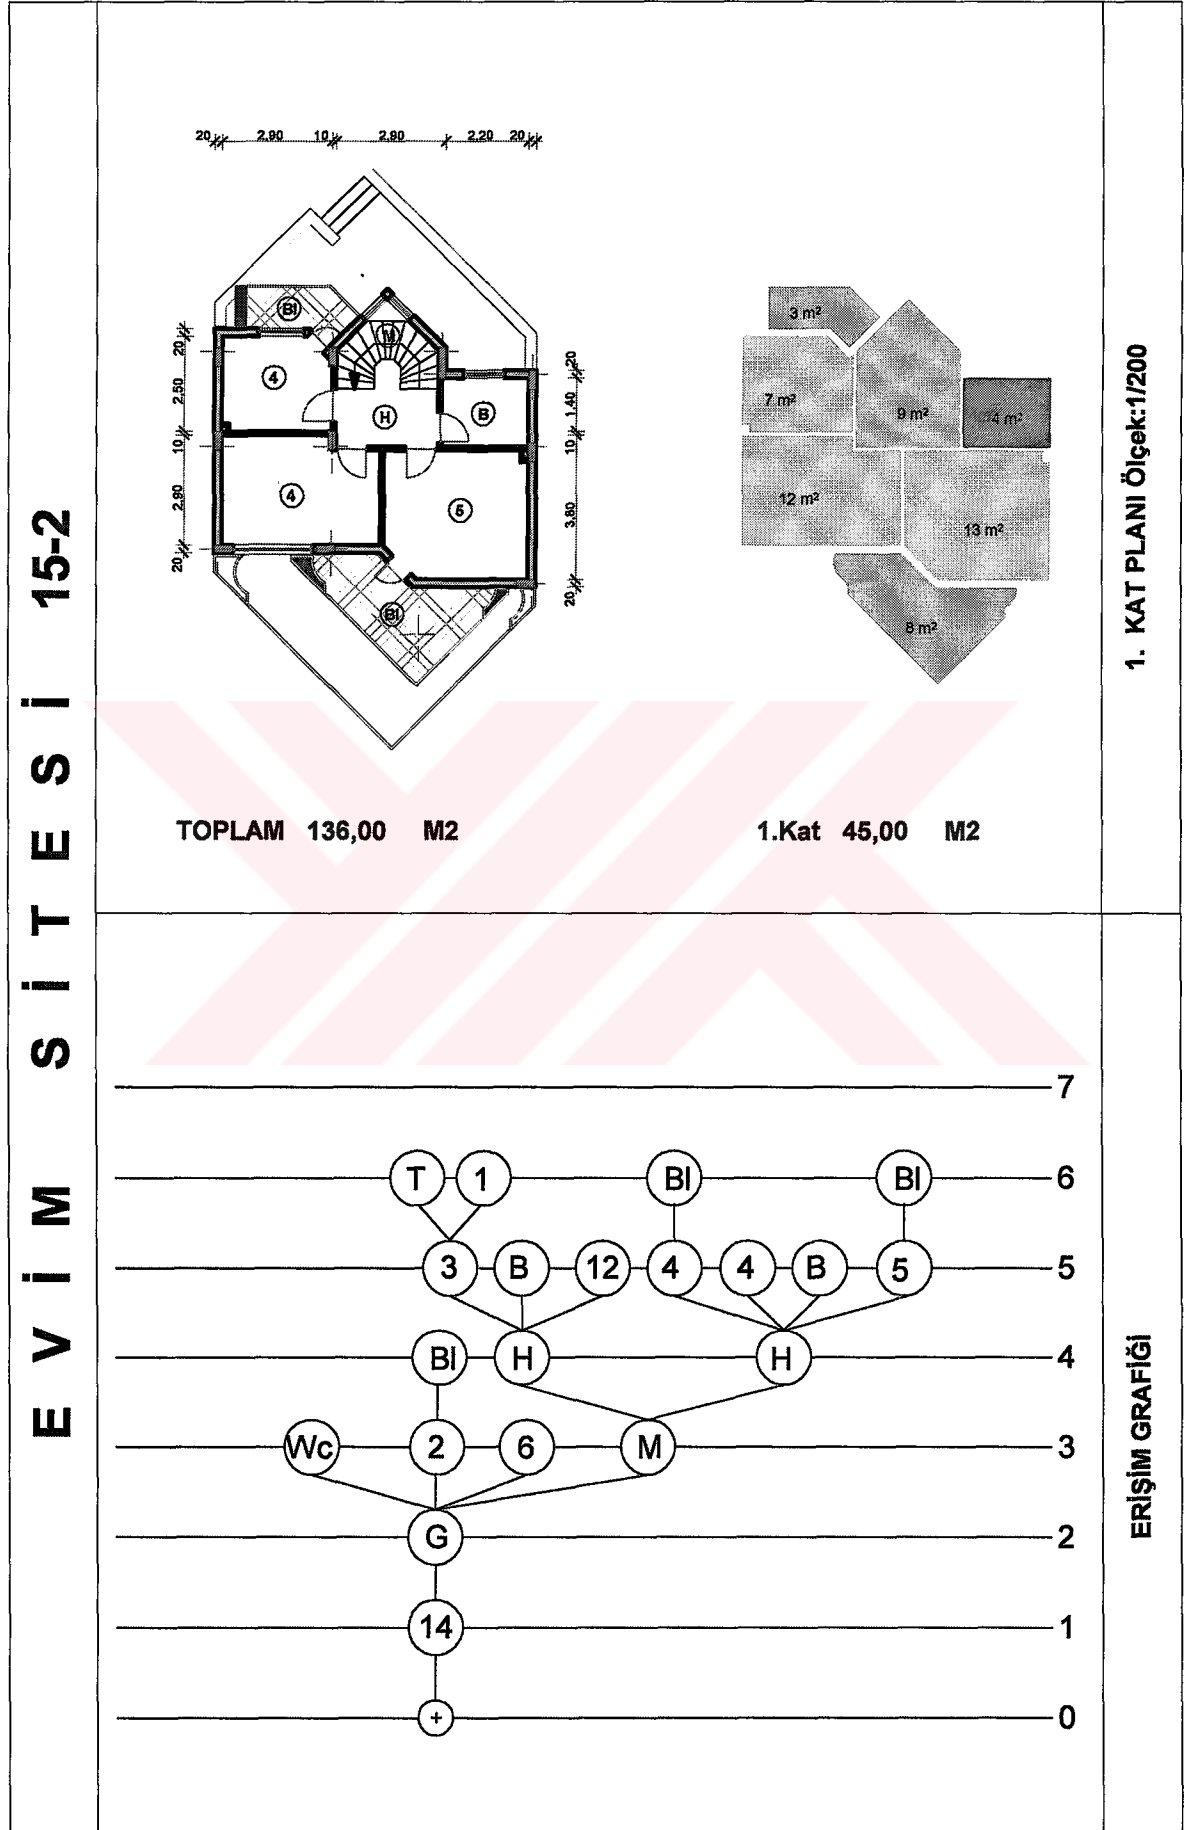 EVİM SİTESİ 15-2
20 2,90 10 2,90 2,20 20
20 2,50 10 2,90 20
20 1,40 10 3,80 20
Bl
M
4
H
B
4
5
Bl
3 m²
7 m²
9 m²
4 m²
12 m²
13 m²
8 m²
TOPLAM 136,00 M2
1.Kat 45,00 M2
1. KAT PLANI Ölçek:1/200
7
T 1 Bl Bl 6
3 B 12 4 4 B 5 5
Bl H H 4
Wc 2 6 M 3
G 2
14 1
+ 0
ERİŞİM GRAFİĞİ